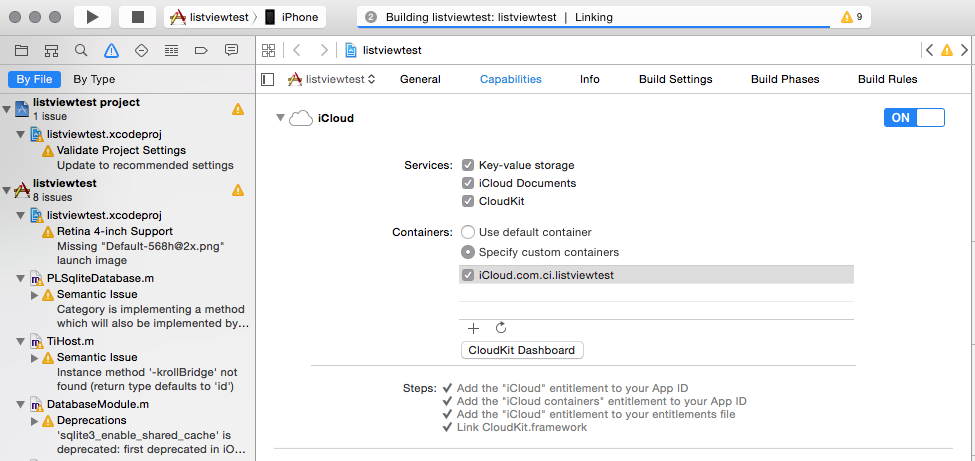 listviewtest iPhone
2 Building listviewtest: listviewtest | Linking
9
listviewtest
By File By Type
listviewtest General Capabilities Info Build Settings Build Phases Build Rules
listviewtest project
1 issue
listviewtest.xcodeproj
Validate Project Settings
Update to recommended settings
listviewtest
8 issues
listviewtest.xcodeproj
Retina 4-inch Support
Missing "Default-568h@2x.png"
launch image
PLSqliteDatabase.m
Semantic Issue
Category is implementing a method
which will also be implemented by...
TiHost.m
Semantic Issue
Instance method '-krollBridge' not
found (return type defaults to 'id')
DatabaseModule.m
Deprecations
'sqlite3_enable_shared_cache' is
deprecated: first deprecated in iO...
iCloud
ON
Services: Key-value storage
iCloud Documents
CloudKit
Containers: Use default container
Specify custom containers
iCloud.com.ci.listviewtest
CloudKit Dashboard
Steps: ✓ Add the "iCloud" entitlement to your App ID
✓ Add the "iCloud containers" entitlement to your App ID
✓ Add the "iCloud" entitlement to your entitlements file
✓ Link CloudKit.framework